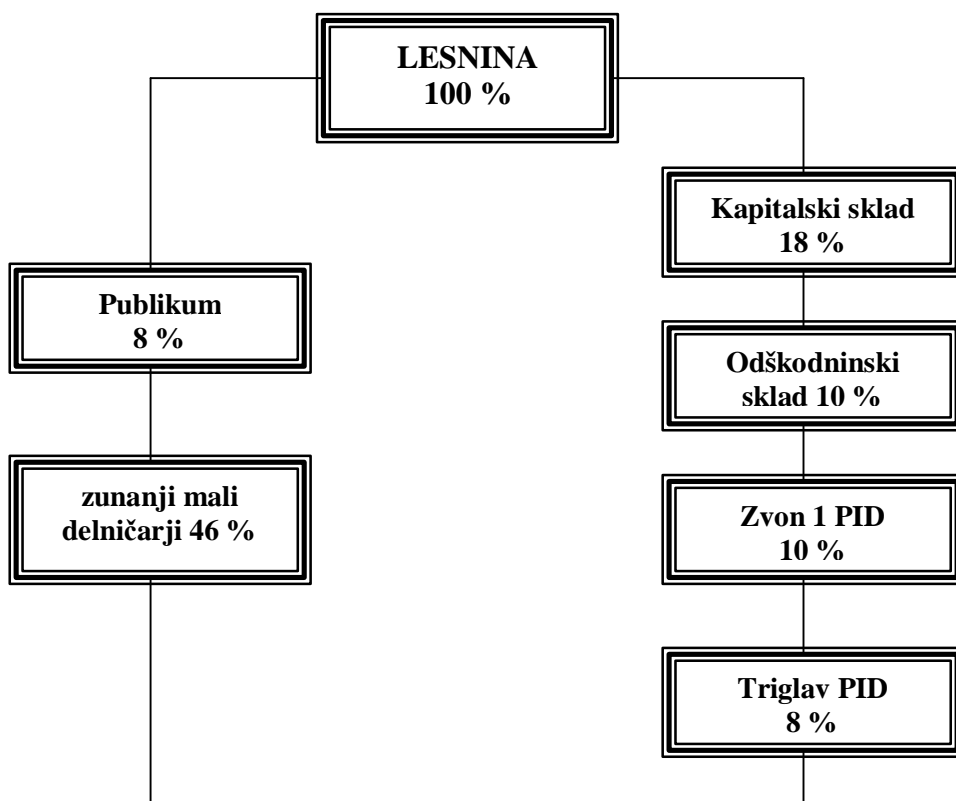 LESNINA
100 %
Kapitalski sklad
18 %
Publikum
8 %
Odškodninski
sklad 10 %
zunanji mali
delničarji 46 %
Zvon 1 PID
10 %
Triglav PID
8 %